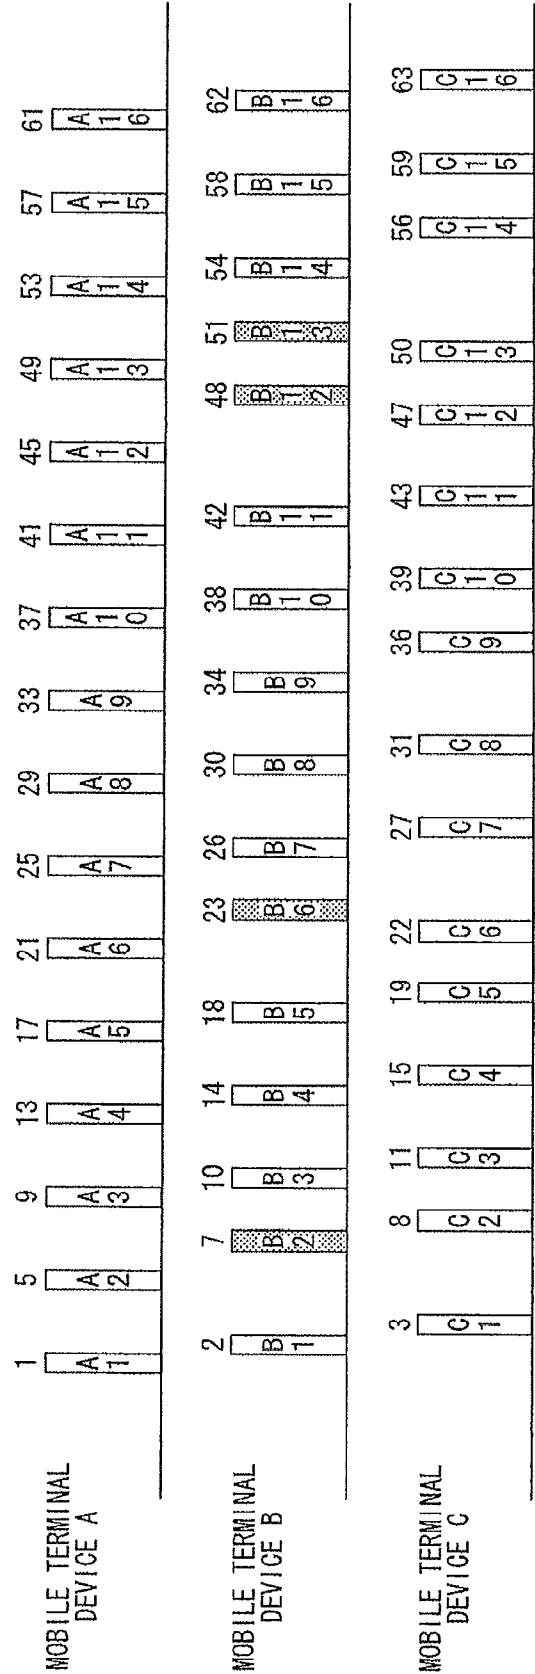 MOBILE TERMINAL
DEVICE A
1 5 9 13 17 21 25 29 33 37 41 45 49 53 57 61
A1 A2 A3 A4 A5 A6 A7 A8 A9 A10 A11 A12 A13 A14 A15 A16
MOBILE TERMINAL
DEVICE B
2 7 10 14 18 23 26 30 34 38 42 48 51 54 58 62
B1 B2 B3 B4 B5 B6 B7 B8 B9 B10 B11 B12 B13 B14 B15 B16
MOBILE TERMINAL
DEVICE C
3 8 11 15 19 22 27 31 36 39 43 47 50 56 59 63
C1 C2 C3 C4 C5 C6 C7 C8 C9 C10 C11 C12 C13 C14 C15 C16